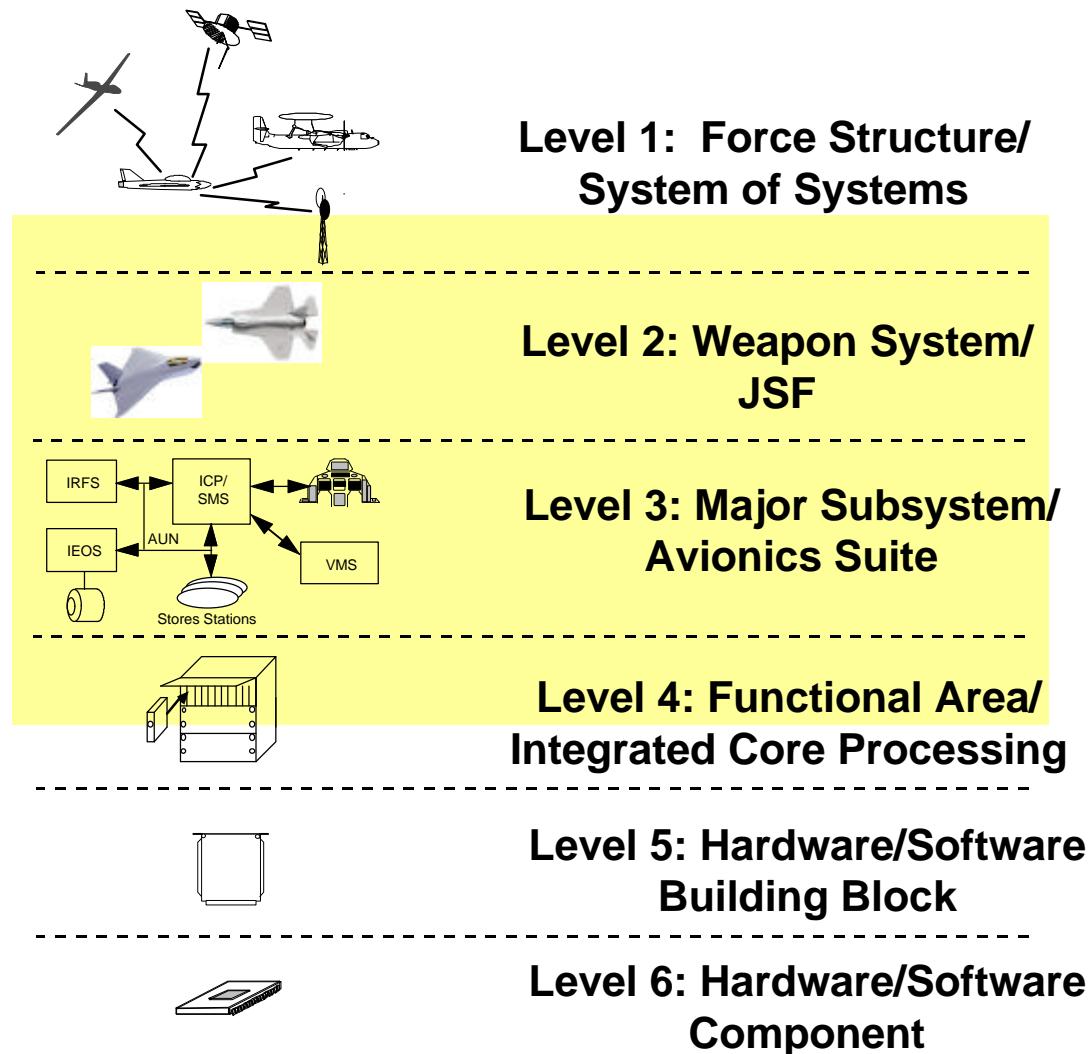 Level 1:  Force Structure/
System of Systems
Level 2: Weapon System/
JSF
IRFS
ICP/
SMS
AUN
IEOS
VMS
Stores Stations
Level 3: Major Subsystem/
Avionics Suite
Level 4: Functional Area/
Integrated Core Processing
Level 5: Hardware/Software
Building Block
Level 6: Hardware/Software
Component